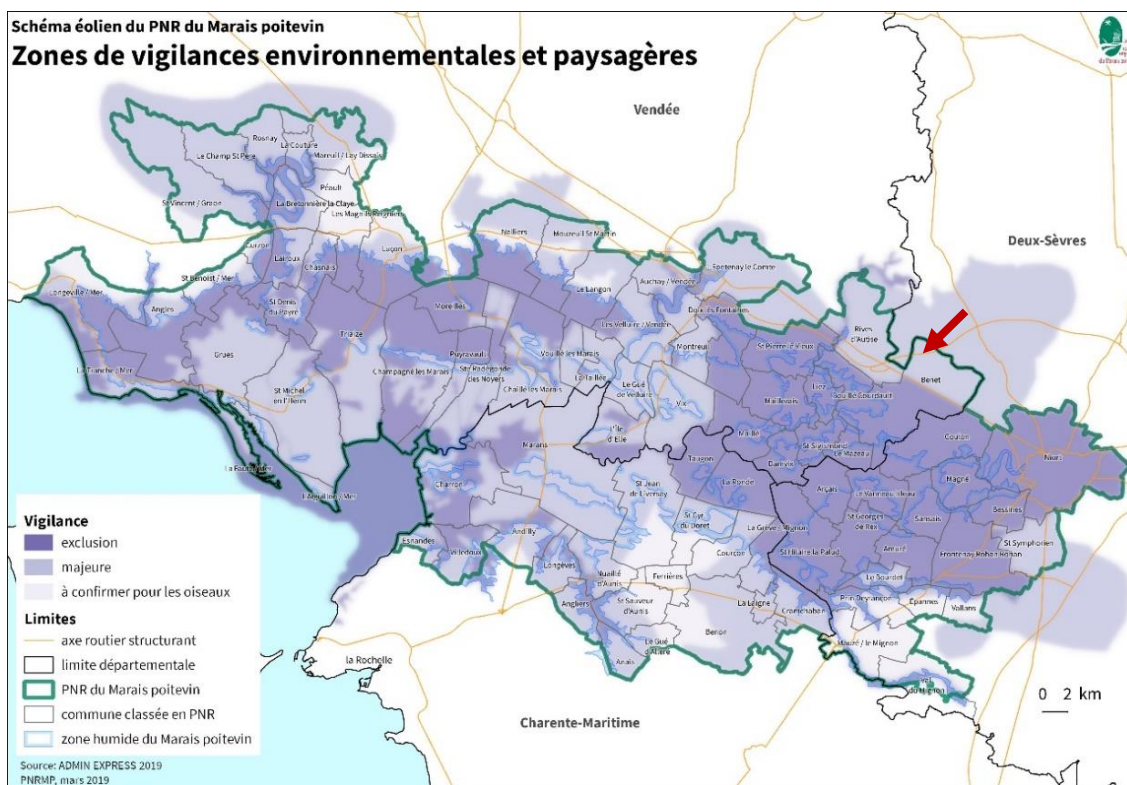 Schéma éolien du PNR du Marais poitevin
Zones de vigilances environnementales et paysagères
Vendée
Rosnay
La Couture
Le Champ St Père
Mareuil / Lay Dissais
Péault
St Vincent / Graon
La Bretonnière la Claye
Les Magnils Reigniers
Deux-Sèvres
Curzon
Luçon
Nalliers
Mouzeuil St Martin
Lairoux
Chasnais
St Benoist / Mer
Fontenay le Comte
Longeville / Mer
Angles
St Denis du Payré
Le Langon
Auchay / Vendée
Moreilles
Doix lès Fontaines
Rives d'Autise
Triaize
Les Velluire / Vendée
Benet
Grues
Puyravault
Vouillé les Marais
Montreuil
St Pierre le Vieux
La Tranche / Mer
Champagné les Marais
Ste Radégonde des Noyers
Chaillé les Marais
La Taillée
Le Gué de Velluire
Vix
Maillezais
Liez
Bouillé Courdault
St Michel en l'Herm
L'Ile d'Elle
Maillé
St Sigismond
Le Mazeau
Coulon
Niort
Marans
Taugon
Damvix
Magné
L'Aiguillon / Mer
Charron
La Ronde
Arçais
Le Vanneau Irleau
Bessines
St Jean de Liversay
St Georges de Rex
Sansais
St Cyr du Doret
La Grève / Mignon
St Symphorien
Andilly
Amuré
Esnandes
Villedoux
Courçon
St Hilaire la Palud
Frontenay Rohan Rohan
Longèves
Nuaillé d'Aunis
Ferrières
Le Bourdet
Angliers
St Sauveur d'Aunis
La Laigne
Cramchaban
Prin Deyrançon
Epannes
Vallans
Benon
Le Gué d'Alléré
Mauzé / le Mignon
Anais
Val du Mignon
la Rochelle
Charente-Maritime
0 2 km
Vigilance
exclusion
majeure
à confirmer pour les oiseaux
Limites
axe routier structurant
limite départementale
PNR du Marais poitevin
commune classée en PNR
zone humide du Marais poitevin
Source: ADMIN EXPRESS 2019
PNRMP, mars 2019